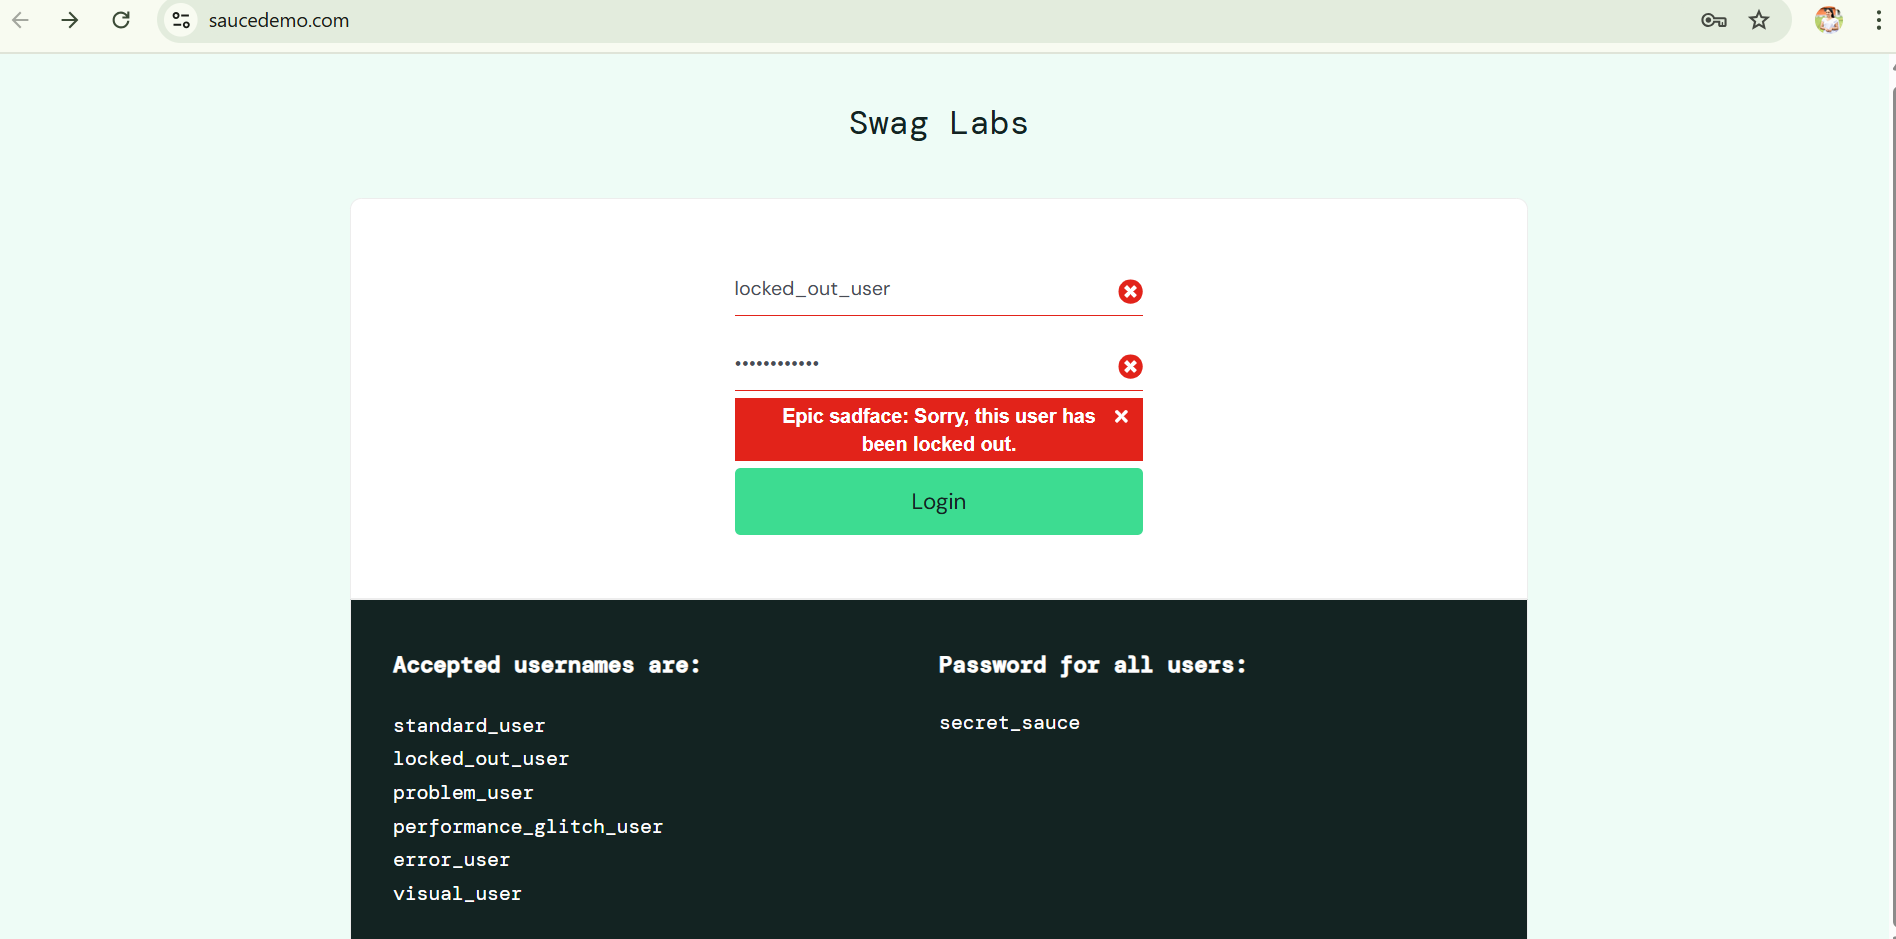 saucedemo.com
Swag Labs
locked_out_user
••••••••••••
Epic sadface: Sorry, this user has
been locked out.
Login
Accepted usernames are:
standard_user
locked_out_user
problem_user
performance_glitch_user
error_user
visual_user
Password for all users:
secret_sauce